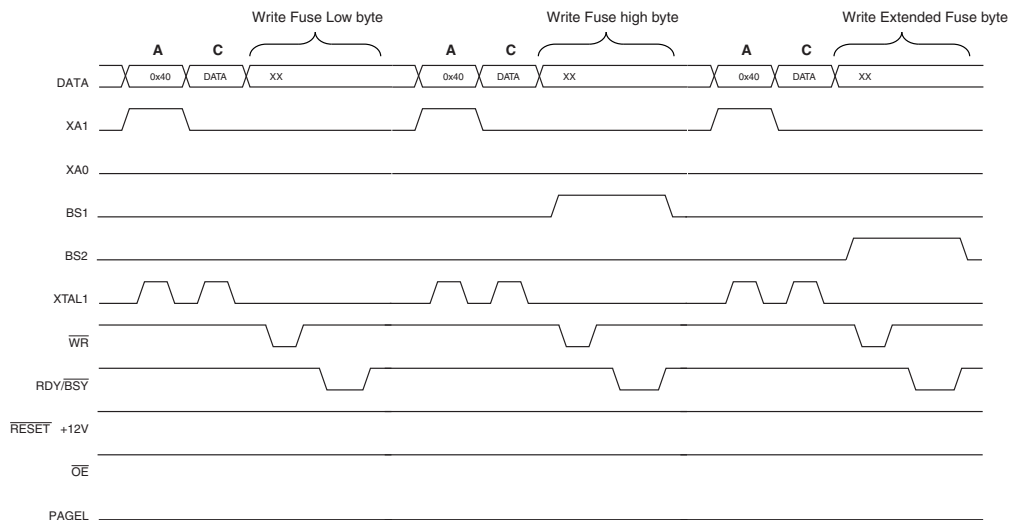 Write Fuse Low byte Write Fuse high byte Write Extended Fuse byte
A C A C A C
DATA 0x40 DATA XX 0x40 DATA XX 0x40 DATA XX
XA1
XA0
BS1
BS2
XTAL1
WR
RDY/BSY
RESET +12V
OE
PAGEL